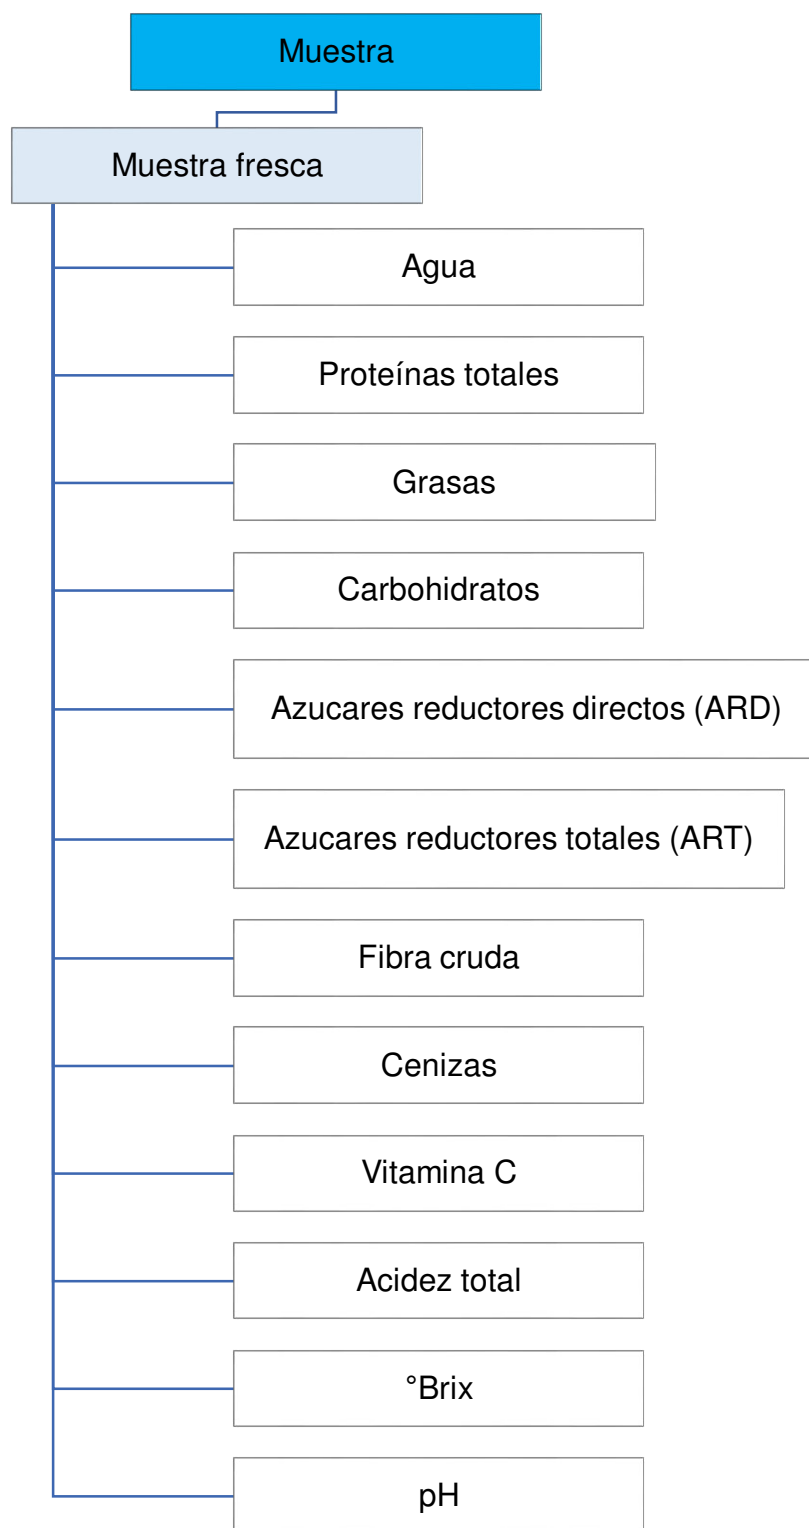 Muestra
Muestra fresca
Agua
Proteínas totales
Grasas
Carbohidratos
Azucares reductores directos (ARD)
Azucares reductores totales (ART)
Fibra cruda
Cenizas
Vitamina C
Acidez total
°Brix
pH